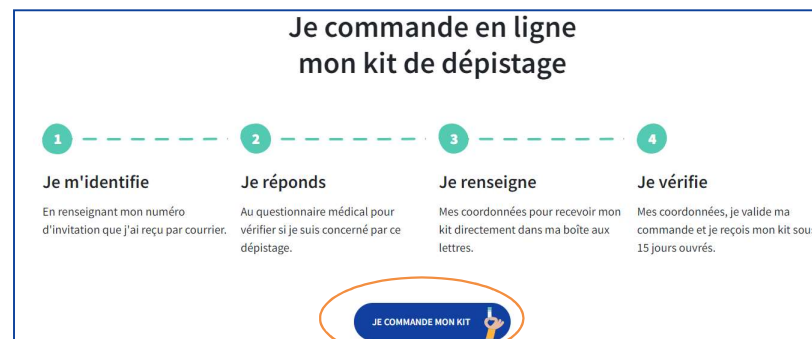 Je commande en ligne
mon kit de dépistage
1
2
3
4
Je m'identifie
En renseignant mon numéro
d'invitation que j'ai reçu par courrier.
Je réponds
Au questionnaire médical pour
vérifier si je suis concerné par ce
dépistage.
Je renseigne
Mes coordonnées pour recevoir mon
kit directement dans ma boîte aux
lettres.
Je vérifie
Mes coordonnées, je valide ma
commande et je reçois mon kit sous
15 jours ouvrés.
JE COMMANDE MON KIT